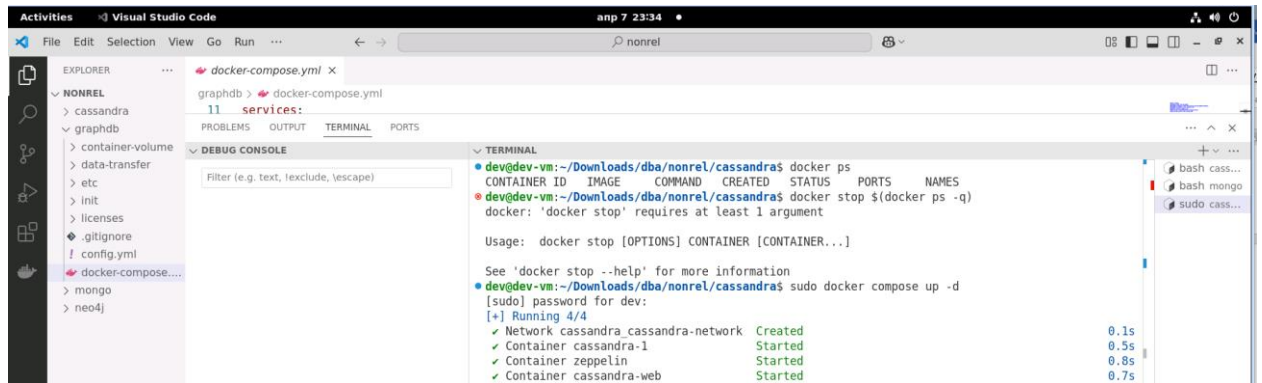 Activities Visual Studio Code апр 7 23:34
File Edit Selection View Go Run ··· ← → nonrel
EXPLORER ··· docker-compose.yml ×
NONREL
cassandra
graphdb
container-volume
data-transfer
etc
init
licenses
.gitignore
! config.yml
docker-compose....
mongo
neo4j
graphdb > docker-compose.yml
11 services:
PROBLEMS OUTPUT TERMINAL PORTS
DEBUG CONSOLE
Filter (e.g. text, !exclude, \escape)
TERMINAL
dev@dev-vm:~/Downloads/dba/nonrel/cassandra$ docker ps
CONTAINER ID IMAGE COMMAND CREATED STATUS PORTS NAMES
dev@dev-vm:~/Downloads/dba/nonrel/cassandra$ docker stop $(docker ps -q)
docker: 'docker stop' requires at least 1 argument
Usage: docker stop [OPTIONS] CONTAINER [CONTAINER...]
See 'docker stop --help' for more information
dev@dev-vm:~/Downloads/dba/nonrel/cassandra$ sudo docker compose up -d
[sudo] password for dev:
[+] Running 4/4
✔ Network cassandra_cassandra-network Created 0.1s
✔ Container cassandra-1 Started 0.5s
✔ Container zeppelin Started 0.8s
✔ Container cassandra-web Started 0.7s
bash cass...
bash mongo
sudo cass...